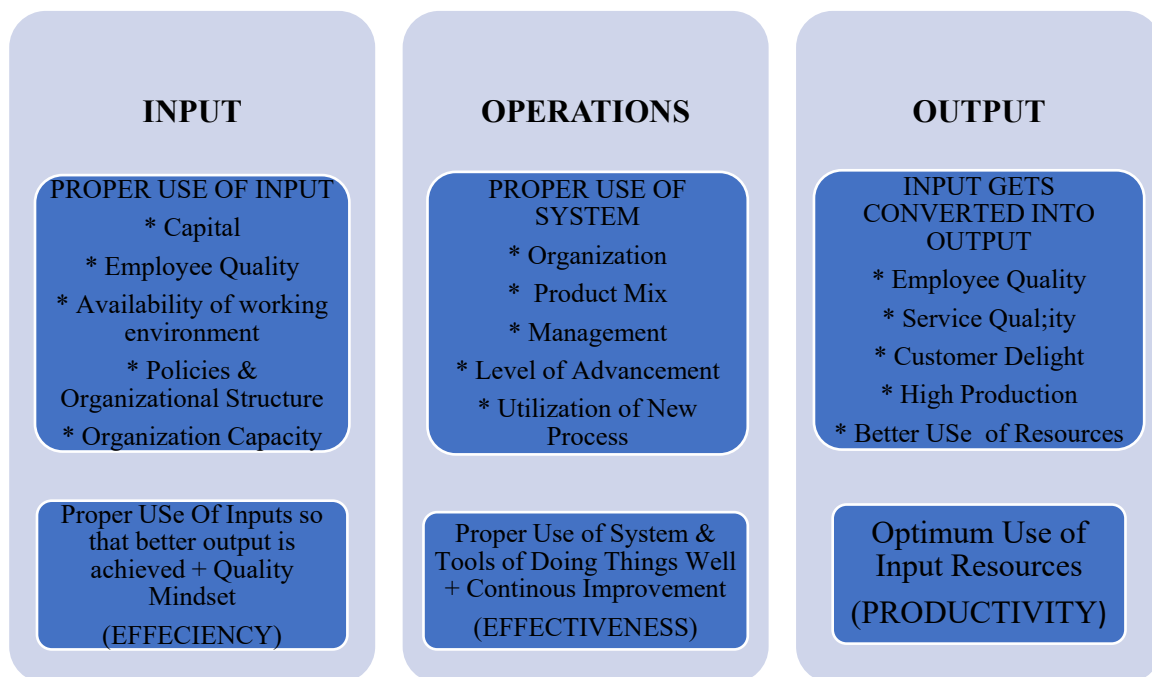 INPUT
PROPER USE OF INPUT
* Capital
* Employee Quality
* Availability of working
environment
* Policies &
Organizational Structure
* Organization Capacity
Proper USe Of Inputs so
that better output is
achieved + Quality
Mindset
(EFFECIENCY)
OPERATIONS
PROPER USE OF
SYSTEM
* Organization
* Product Mix
* Management
* Level of Advancement
* Utilization of New
Process
Proper Use of System &
Tools of Doing Things Well
+ Continous Improvement
(EFFECTIVENESS)
OUTPUT
INPUT GETS
CONVERTED INTO
OUTPUT
* Employee Quality
* Service Qual;ity
* Customer Delight
* High Production
* Better USe of Resources
Optimum Use of
Input Resources
(PRODUCTIVITY)